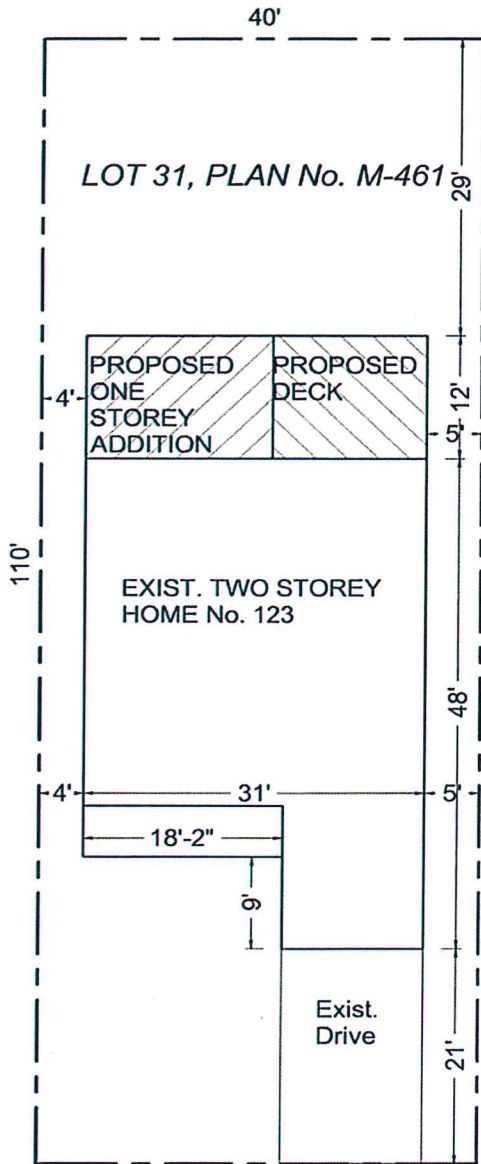 40'
LOT 31, PLAN No. M-461
29'
PROPOSED
ONE
STOREY
ADDITION
PROPOSED
DECK
4'
12'
5'
110'
EXIST. TWO STOREY
HOME No. 123
48'
4'
31'
5'
18'-2"
9'
Exist.
Drive
21'